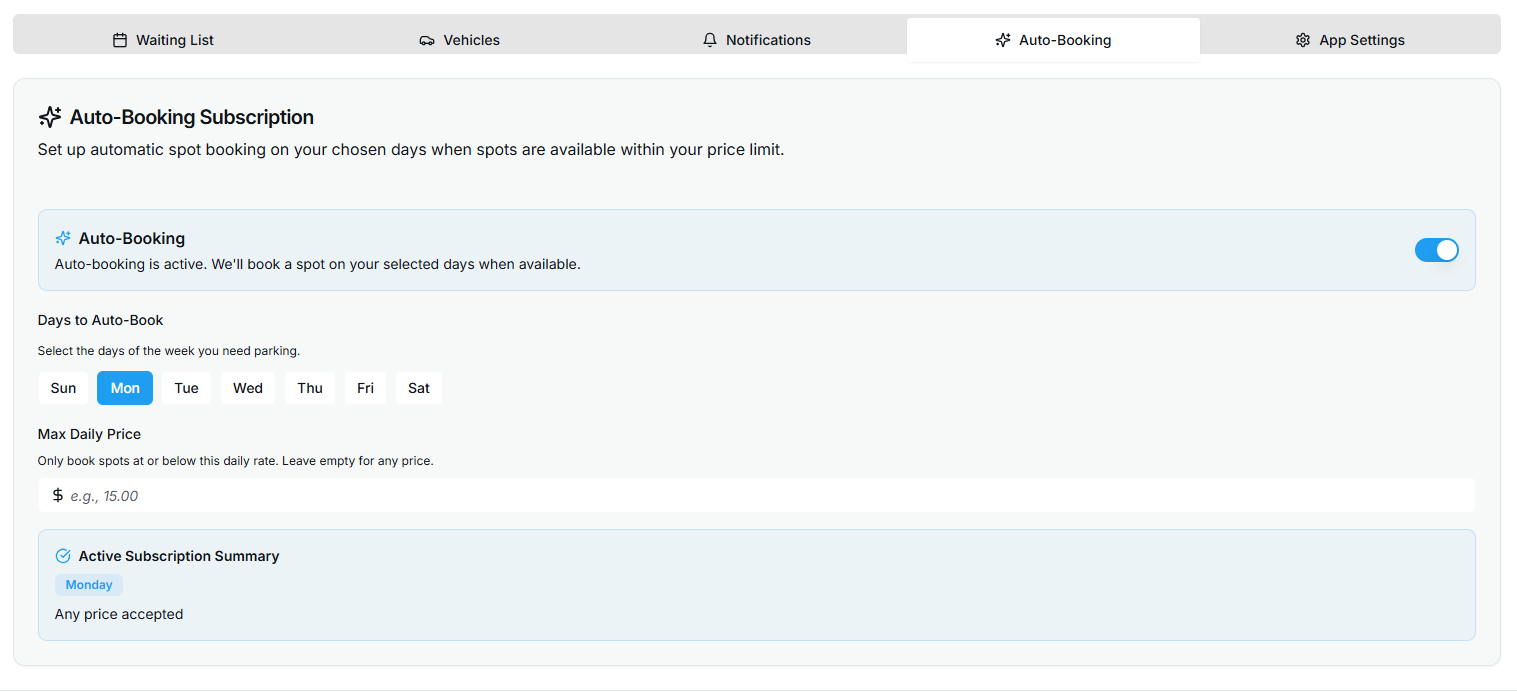 Waiting List
Vehicles
Notifications
Auto-Booking
App Settings
Auto-Booking Subscription
Set up automatic spot booking on your chosen days when spots are available within your price limit.
Auto-Booking
Auto-booking is active. We'll book a spot on your selected days when available.
Days to Auto-Book
Select the days of the week you need parking.
Sun
Mon
Tue
Wed
Thu
Fri
Sat
Max Daily Price
Only book spots at or below this daily rate. Leave empty for any price.
$ e.g., 15.00
Active Subscription Summary
Monday
Any price accepted